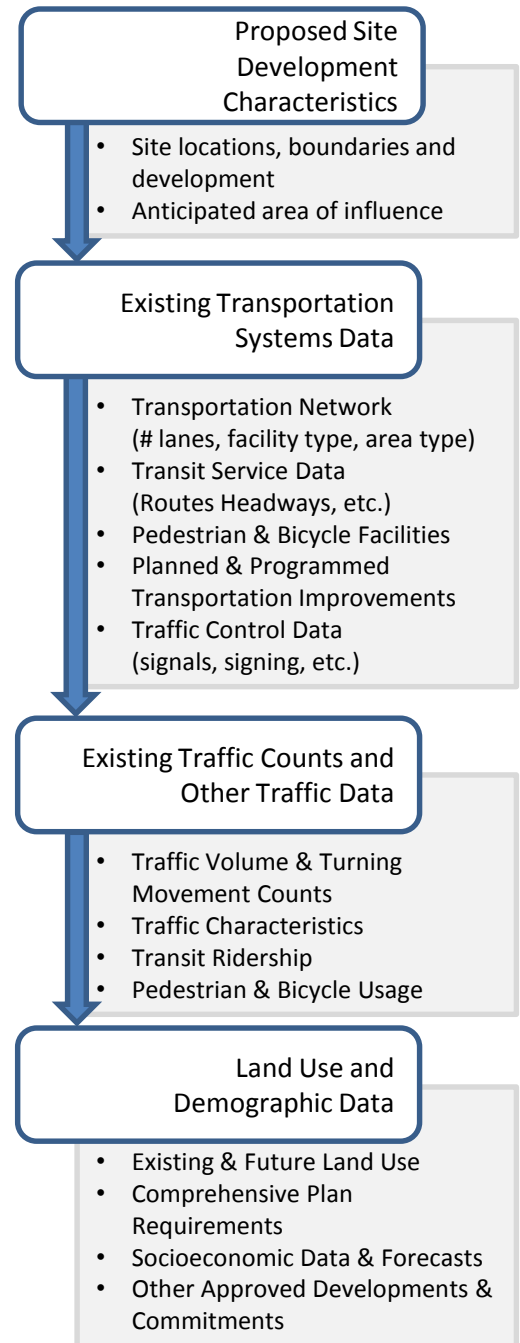 Proposed Site
Development
Characteristics
• Site locations, boundaries and
development
• Anticipated area of influence
Existing Transportation
Systems Data
• Transportation Network
(# lanes, facility type, area type)
• Transit Service Data
(Routes Headways, etc.)
• Pedestrian & Bicycle Facilities
• Planned & Programmed
Transportation Improvements
• Traffic Control Data
(signals, signing, etc.)
Existing Traffic Counts and
Other Traffic Data
• Traffic Volume & Turning
Movement Counts
• Traffic Characteristics
• Transit Ridership
• Pedestrian & Bicycle Usage
Land Use and
Demographic Data
• Existing & Future Land Use
• Comprehensive Plan
Requirements
• Socioeconomic Data & Forecasts
• Other Approved Developments &
Commitments